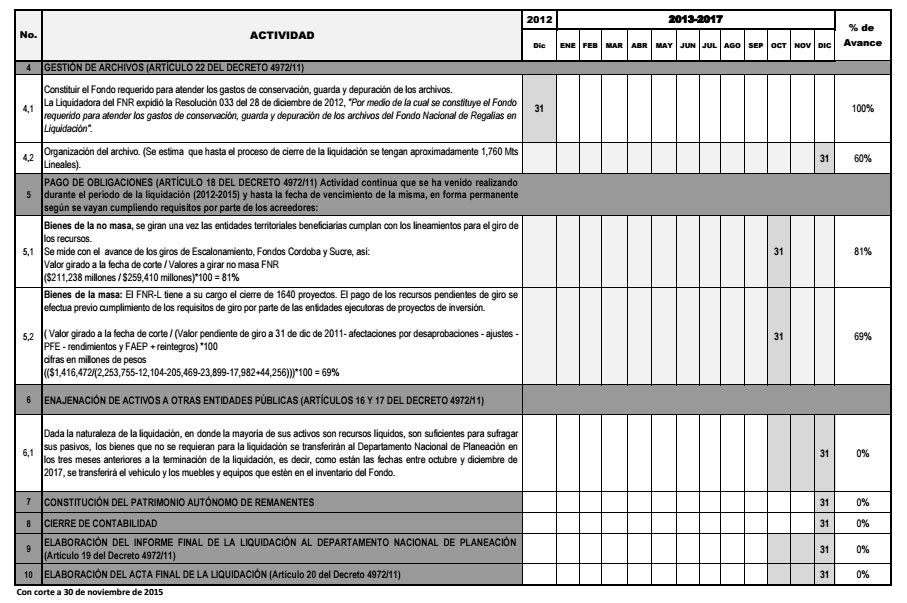 No.
ACTIVIDAD
2012
2013-2017
% de
Avance
Dic
ENE FEB MAR ABR MAY JUN JUL AGO SEP OCT NOV DIC
4 GESTIÓN DE ARCHIVOS (ARTÍCULO 22 DEL DECRETO 4972/11)
Constituir el Fondo requerido para atender los gastos de conservación, guarda y depuración de los archivos.
4,1 La Liquidadora del FNR expidió la Resolución 033 del 28 de diciembre de 2012, "Por medio de la cual se constituye el Fondo 31 100%
requerido para atender los gastos de conservación, guarda y depuración de los archivos del Fondo Nacional de Regalias en
Liquidación".
4,2 Organización del archivo. (Se estima que hasta el proceso de cierre de la liquidación se tengan aproximadamente 1,760 Mts 31 60%
Lineales).
PAGO DE OBLIGACIONES (ARTÍCULO 18 DEL DECRETO 4972/11) Actividad continua que se ha venido realizando
5 durante el periodo de la liquidación (2012-2015) y hasta la fecha de vencimiento de la misma, en forma permanente
según se vayan cumpliendo requisitos por parte de los acreedores:
Bienes de la no masa, se giran una vez las entidades territoriales beneficiarias cumplan con los lineamientos para el giro de
los recursos.
5,1 Se mide con el avance de los giros de Escalonamiento, Fondos Cordoba y Sucre, así: 31 81%
Valor girado a la fecha de corte / Valores a girar no masa FNR
($211,238 millones / $259,410 millones)*100 = 81%
Bienes de la masa: El FNR-L tiene a su cargo el cierre de 1640 proyectos. El pago de los recursos pendientes de giro se
efectua previo cumplimiento de los requisitos de giro por parte de las entidades ejecutoras de proyectos de inversión.
5,2 ( Valor girado a la fecha de corte / (Valor pendiente de giro a 31 de dic de 2011- afectaciones por desaprobaciones - ajustes - 31 69%
PFE - rendimientos y FAEP + reintegros) *100
cifras en millones de pesos
(($1,416,472/(2,253,755-12,104-205,469-23,899-17,982+44,256)))*100 = 69%
6 ENAJENACIÓN DE ACTIVOS A OTRAS ENTIDADES PÚBLICAS (ARTÍCULOS 16 Y 17 DEL DECRETO 4972/11)
Dada la naturaleza de la liquidación, en donde la mayoría de sus activos son recursos líquidos, son suficientes para sufragar
6,1 sus pasivos, los bienes que no se requieran para la liquidación se transferirán al Departamento Nacional de Planeación en 31 0%
los tres meses anteriores a la terminación de la liquidación, es decir, como están las fechas entre octubre y diciembre de
2017, se transferirá el vehículo y los muebles y equipos que estén en el inventario del Fondo.
7 CONSTITUCIÓN DEL PATRIMONIO AUTÓNOMO DE REMANENTES 31 0%
8 CIERRE DE CONTABILIDAD 31 0%
9 ELABORACIÓN DEL INFORME FINAL DE LA LIQUIDACIÓN AL DEPARTAMENTO NACIONAL DE PLANEACIÓN 31 0%
(Artículo 19 del Decreto 4972/11)
10 ELABORACIÓN DEL ACTA FINAL DE LA LIQUIDACIÓN (Artículo 20 del Decreto 4972/11) 31 0%
Con corte a 30 de noviembre de 2015